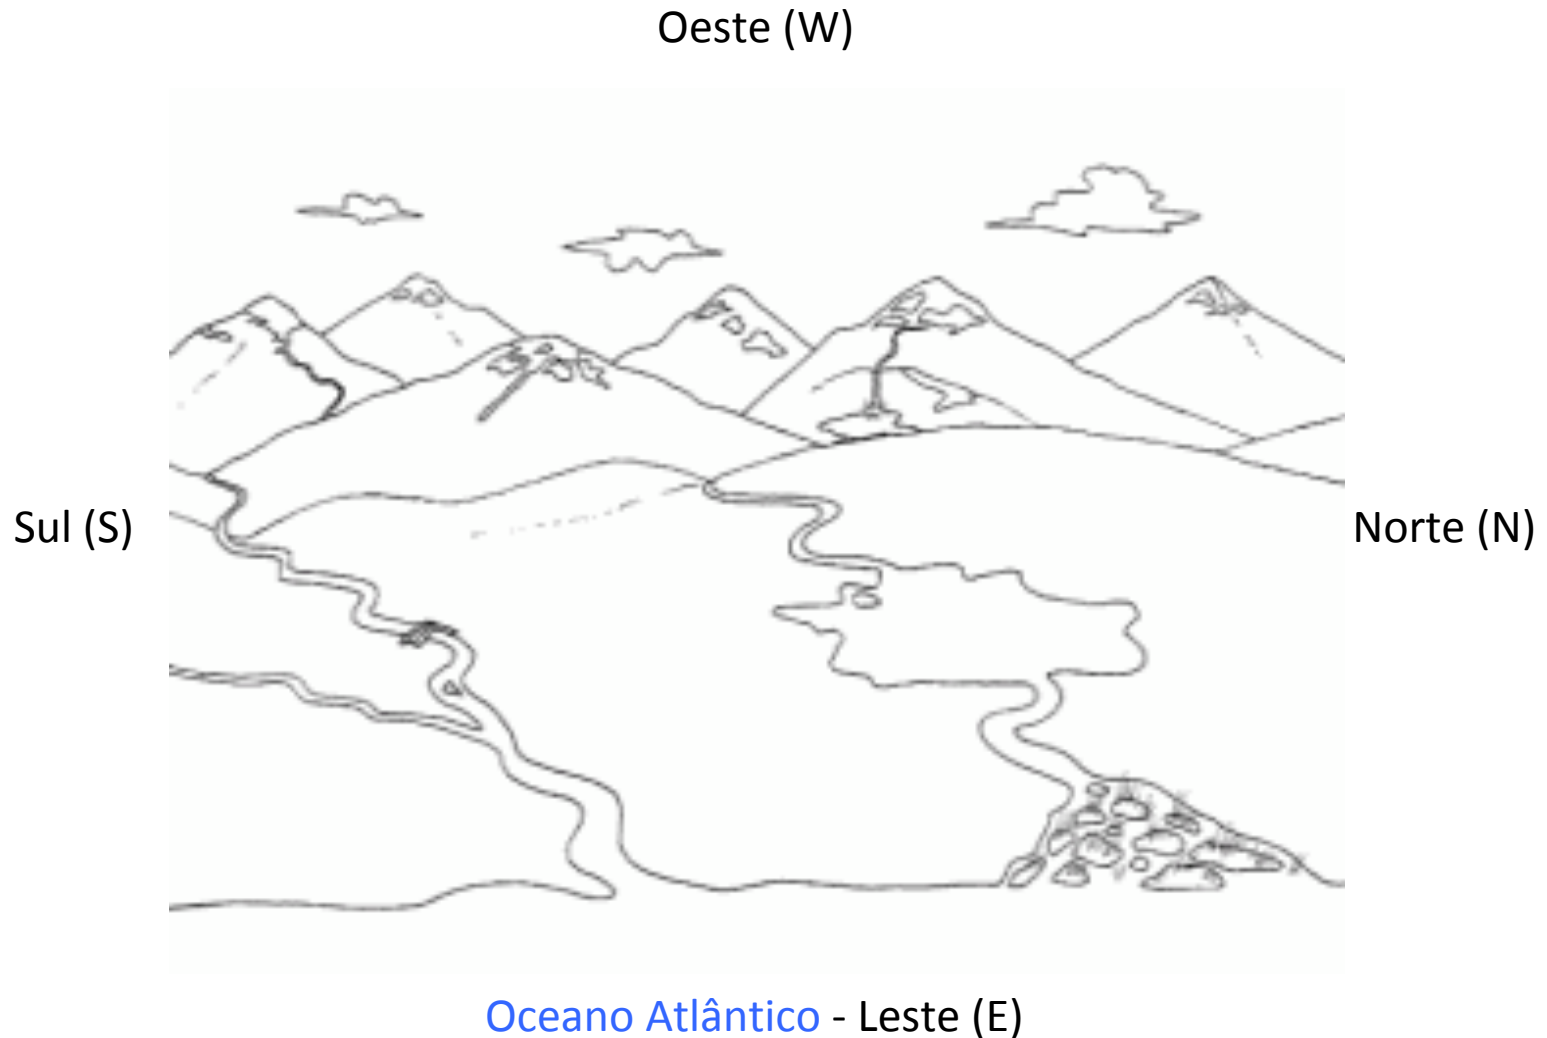 Oeste (W)
Sul (S)
Norte (N)
Oceano Atlântico - Leste (E)